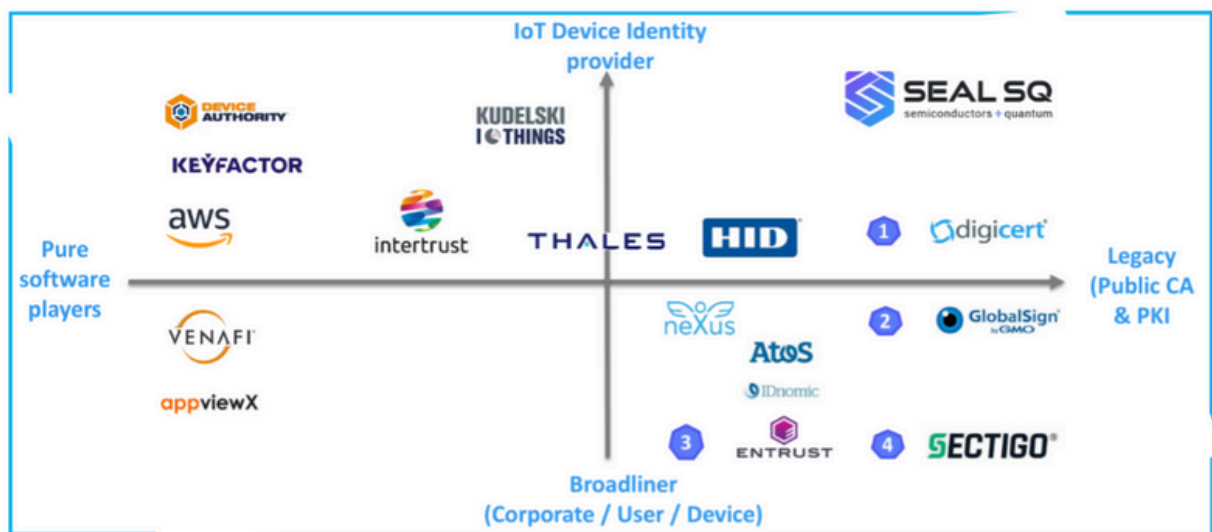 IoT Device Identity
provider
DEVICE
AUTHORITY
KUDELSKI
IOTHINGS
SEAL SQ
semiconductors + quantum
KEYFACTOR
aws
intertrust
THALES
HID
1
digicert®
Pure
software
players
Legacy
(Public CA
& PKI
VENAFI
neXus
2
GlobalSign
by GMO
Atos
appviewX
IDnomic
3
ENTRUST
4
SECTIGO®
Broadliner
(Corporate / User / Device)